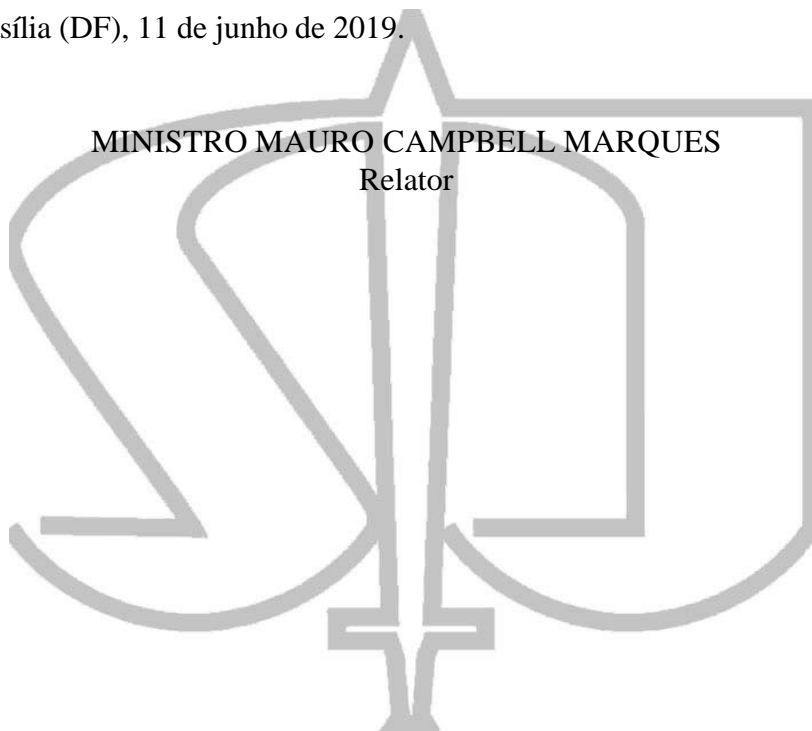 sília (DF), 11 de junho de 2019.
MINISTRO MAURO CAMPBELL MARQUES
Relator